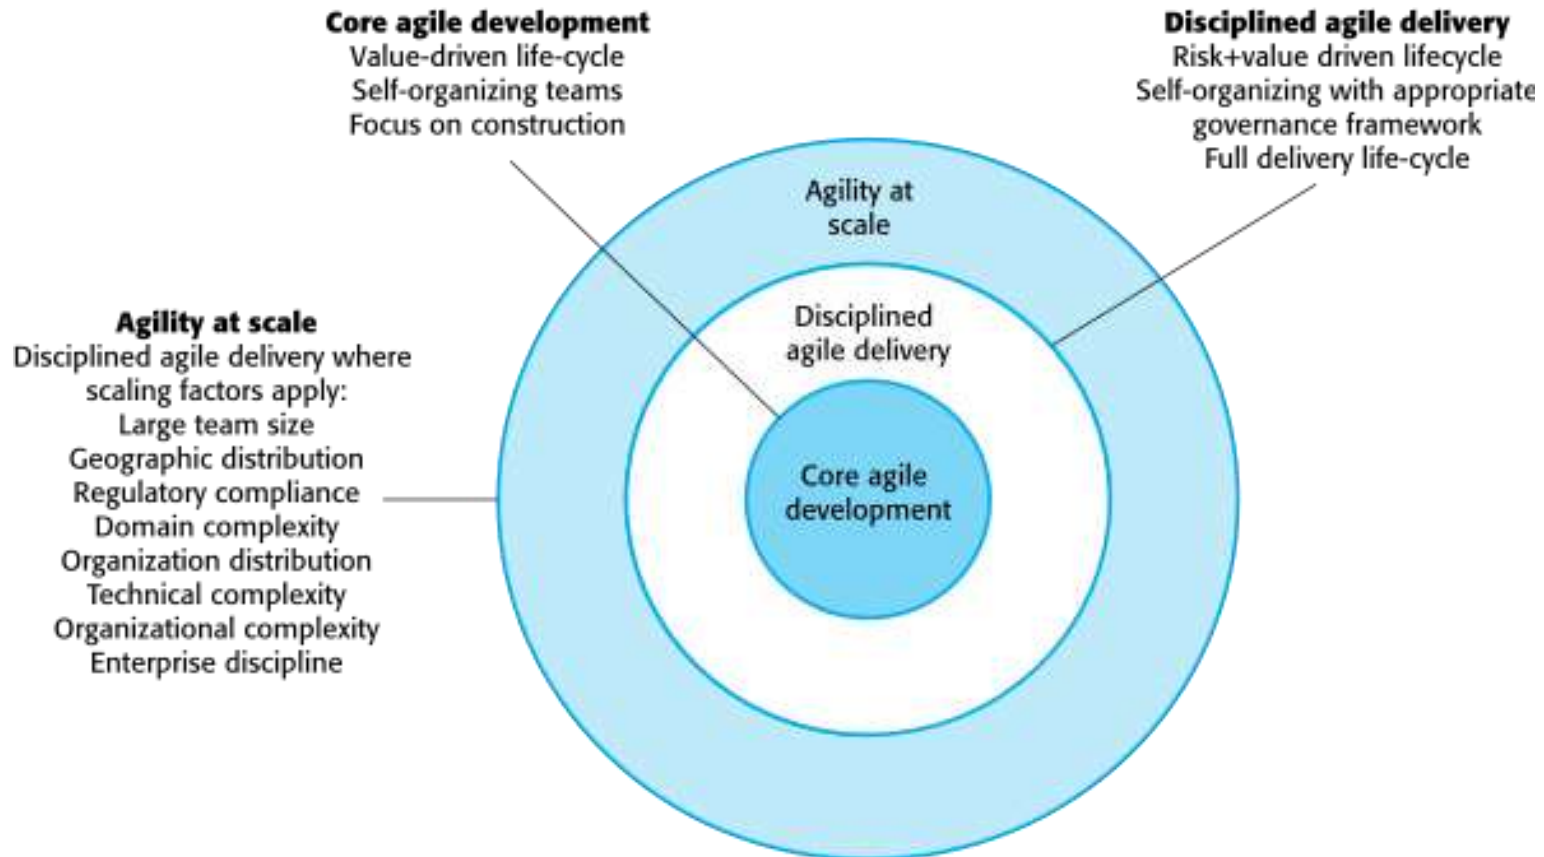 Core agile development
Value-driven life-cycle
Self-organizing teams
Focus on construction
Disciplined agile delivery
Risk+value driven lifecycle
Self-organizing with appropriate
governance framework
Full delivery life-cycle
Agility at
scale
Agility at scale
Disciplined agile delivery where
scaling factors apply:
Large team size
Geographic distribution
Regulatory compliance
Domain complexity
Organization distribution
Technical complexity
Organizational complexity
Enterprise discipline
Disciplined
agile delivery
Core agile
development